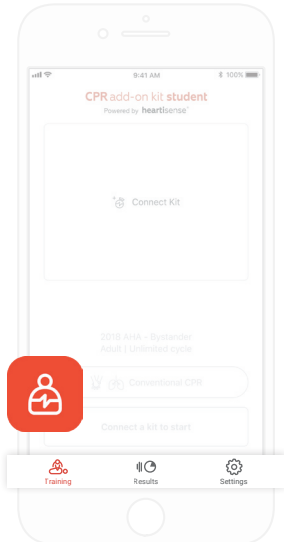 9:41 AM 100%
CPR add-on kit student
Powered by heartisense
Connect Kit
2018 AHA - Bystander
Adult | Unlimited cycle
Conventional CPR
Connect a kit to start
Training Results Settings